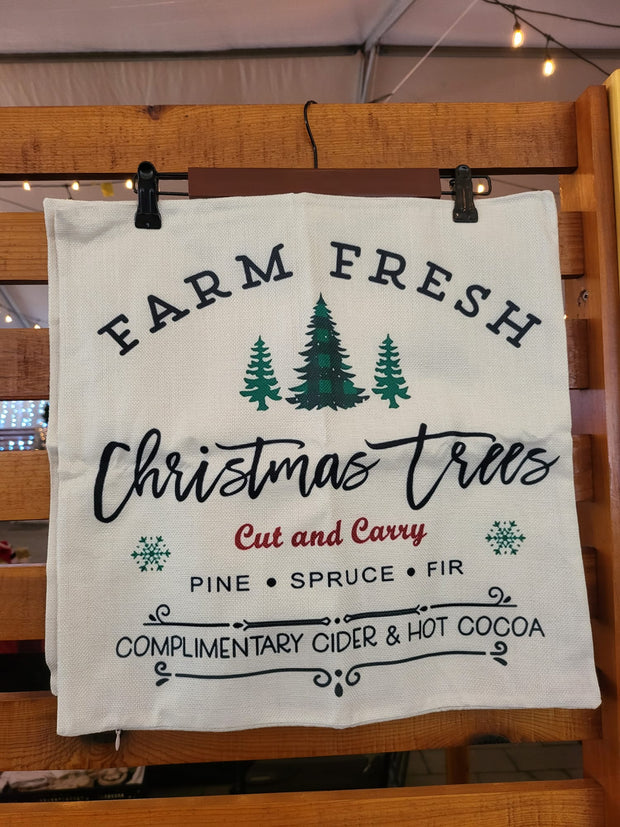 FARM FRESH
Christmas Trees
Cut and Carry
PINE • SPRUCE • FIR
COMPLIMENTARY CIDER & HOT COCOA